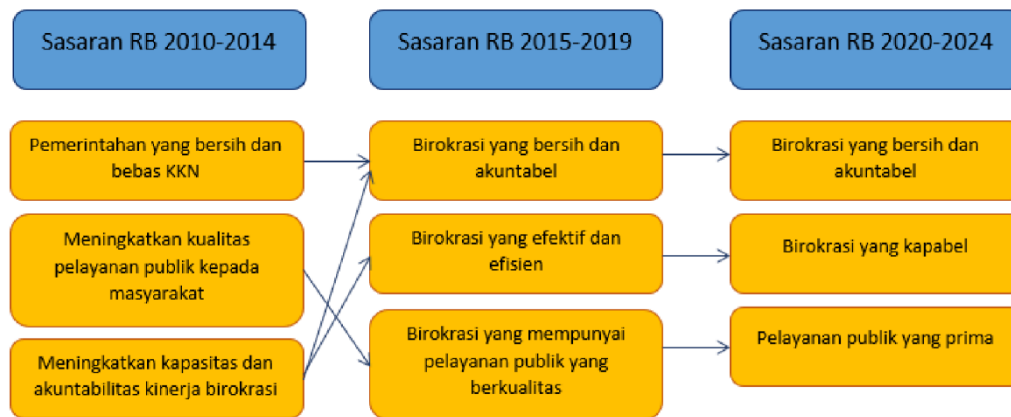 Sasaran RB 2010-2014
Sasaran RB 2015-2019
Sasaran RB 2020-2024
Pemerintahan yang bersih dan
bebas KKN
Birokrasi yang bersih dan
akuntabel
Birokrasi yang bersih dan
akuntabel
Meningkatkan kualitas
pelayanan publik kepada
masyarakat
Birokrasi yang efektif dan
efisien
Birokrasi yang kapabel
Meningkatkan kapasitas dan
akuntabilitas kinerja birokrasi
Birokrasi yang mempunyai
pelayanan publik yang
berkualitas
Pelayanan publik yang prima